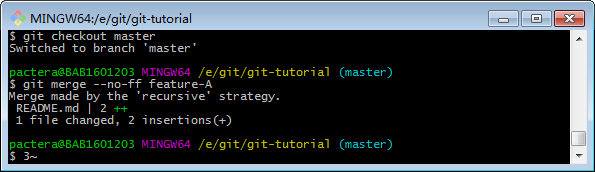 MINGW64:/e/git/git-tutorial
$ git checkout master
Switched to branch 'master'
pactera@BAB1601203 MINGW64 /e/git/git-tutorial (master)
$ git merge --no-ff feature-A
Merge made by the 'recursive' strategy.
 README.md | 2 ++
 1 file changed, 2 insertions(+)
pactera@BAB1601203 MINGW64 /e/git/git-tutorial (master)
$ 3~